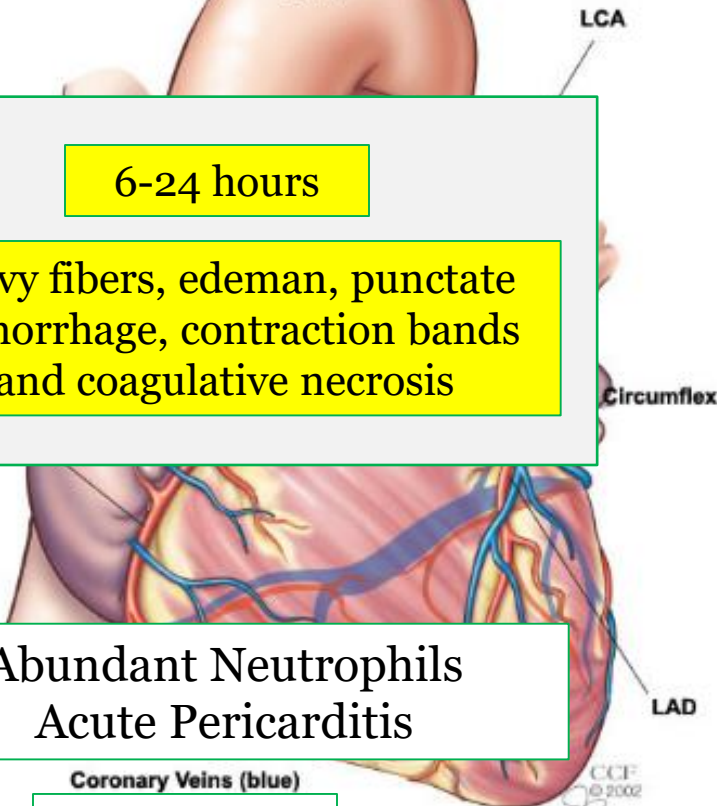 LCA
6-24 hours
vy fibers, edeman, punctate
orrhage, contraction bands
and coagulative necrosis
Circumflex
Abundant Neutrophils
Acute Pericarditis
LAD
Coronary Veins (blue)
CCF
© 2002